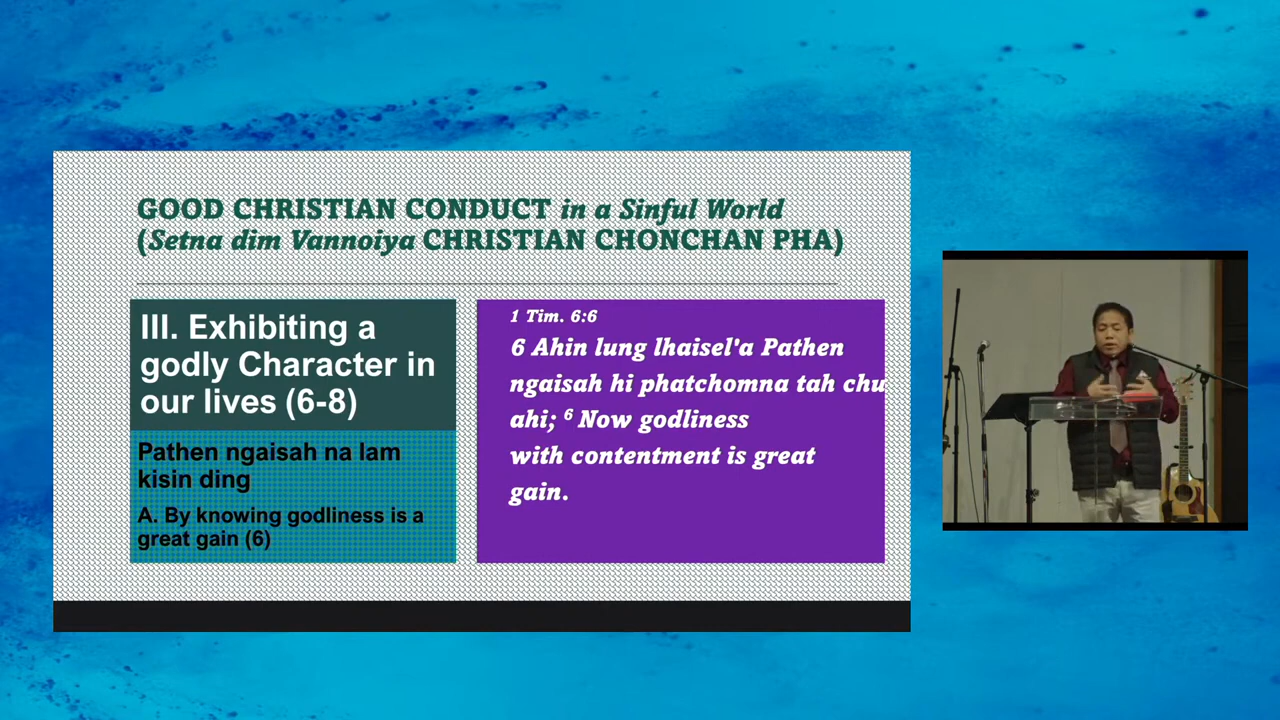 GOOD CHRISTIAN CONDUCT in a Sinful World
(Setna dim Vannoiya CHRISTIAN CHONCHAN PHA)
III. Exhibiting a
godly Character in
our lives (6-8)
Pathen ngaisah na lam
kisin ding
A. By knowing godliness is a
great gain (6)
1 Tim. 6:6
6 Ahin lung lhaisel'a Pathen
ngaisah hi phatchomna tah chu
ahi; 6 Now godliness
with contentment is great
gain.